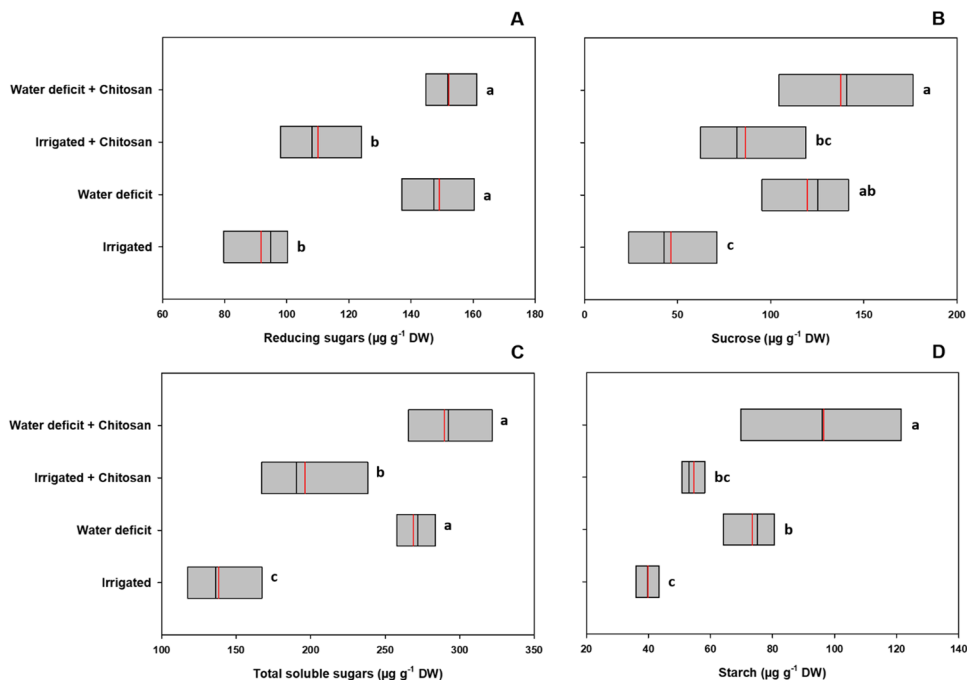 A
Water deficit + Chitosan
a
Irrigated + Chitosan
b
Water deficit
a
Irrigated
b
60 80 100 120 140 160 180
Reducing sugars (µg g⁻¹ DW)
B
a
bc
ab
c
0 50 100 150 200
Sucrose (µg g⁻¹ DW)
C
Water deficit + Chitosan
a
Irrigated + Chitosan
b
Water deficit
a
Irrigated
c
100 150 200 250 300 350
Total soluble sugars (µg g⁻¹ DW)
D
a
bc
b
c
20 40 60 80 100 120 140
Starch (µg g⁻¹ DW)